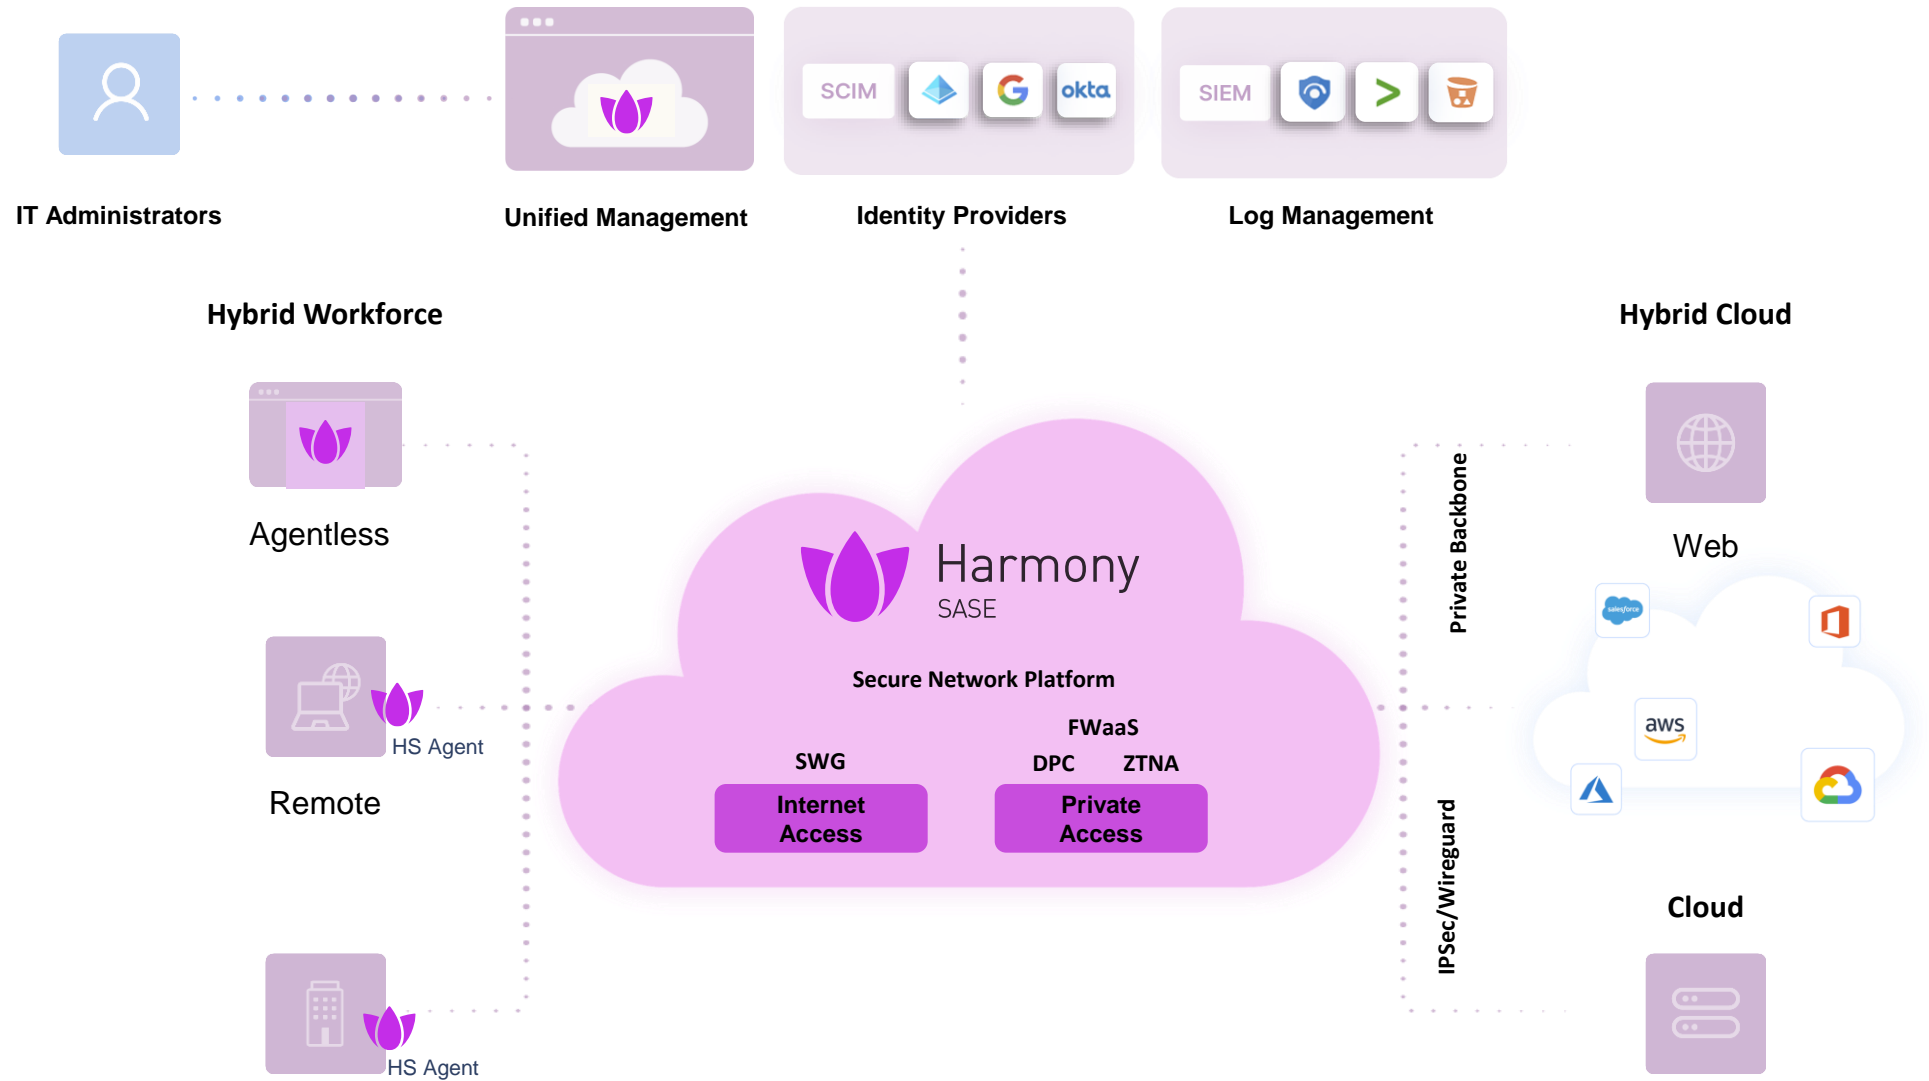 SCIM
okta
SIEM
IT Administrators
Unified Management
Identity Providers
Log Management
Hybrid Workforce
Hybrid Cloud
Agentless
Web
Private Backbone
Harmony
SASE
salesforce
Secure Network Platform
HS Agent
Remote
FWaaS
SWG
DPC ZTNA
Internet
Access
Private
Access
aws
IPSec/Wireguard
Cloud
HS Agent